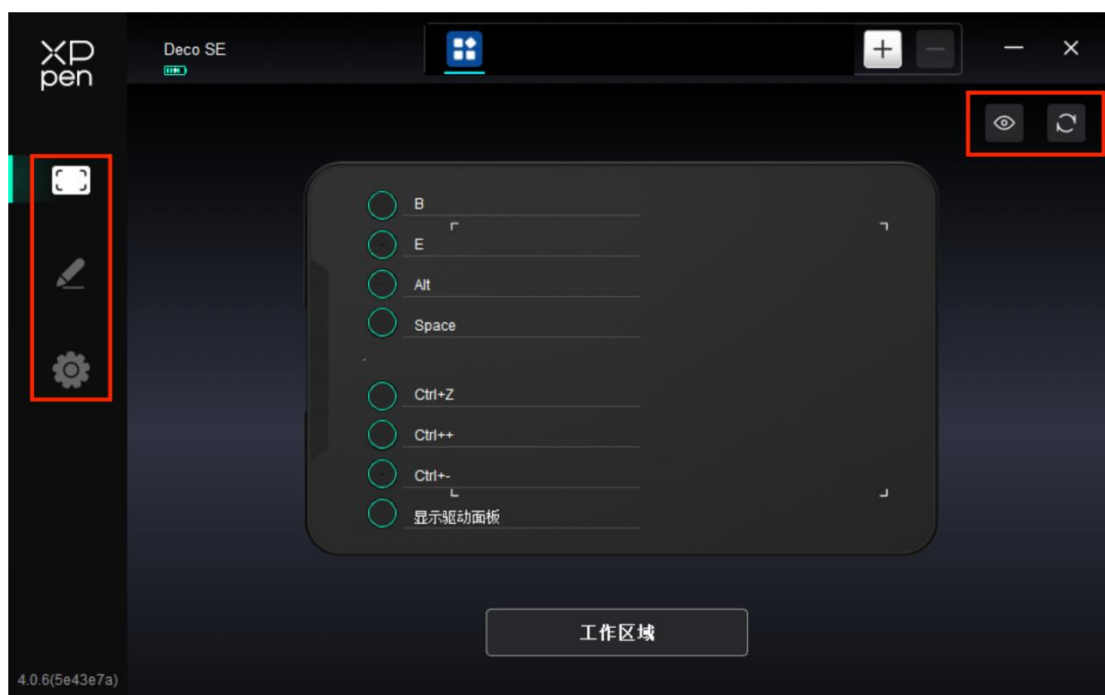 XP
pen
Deco SE
B
E
Alt
Space
Ctrl+Z
Ctrl++
Ctrl+-
显示驱动面板
工作区域
4.0.6(5e43e7a)